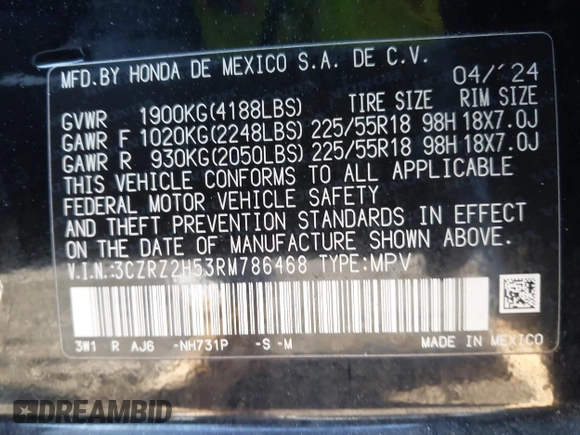 MFD.BY HONDA DE MEXICO S.A. DE C.V.
04/'24
GVWR 1900KG(4188LBS) TIRE SIZE RIM SIZE
GAWR F 1020KG(2248LBS) 225/55R18 98H 18X7.0J
GAWR R 930KG(2050LBS) 225/55R18 98H 18X7.0J
THIS VEHICLE CONFORMS TO ALL APPLICABLE
FEDERAL MOTOR VEHICLE SAFETY
AND THEFT PREVENTION STANDARDS IN EFFECT
ON THE DATE OF MANUFACTURE SHOWN ABOVE.
V.I.N.:3CZRZ2H53RM786468 TYPE:MPV
3W1 R AJ6 -NH731P -S -M
MADE IN MEXICO
DREAMBID